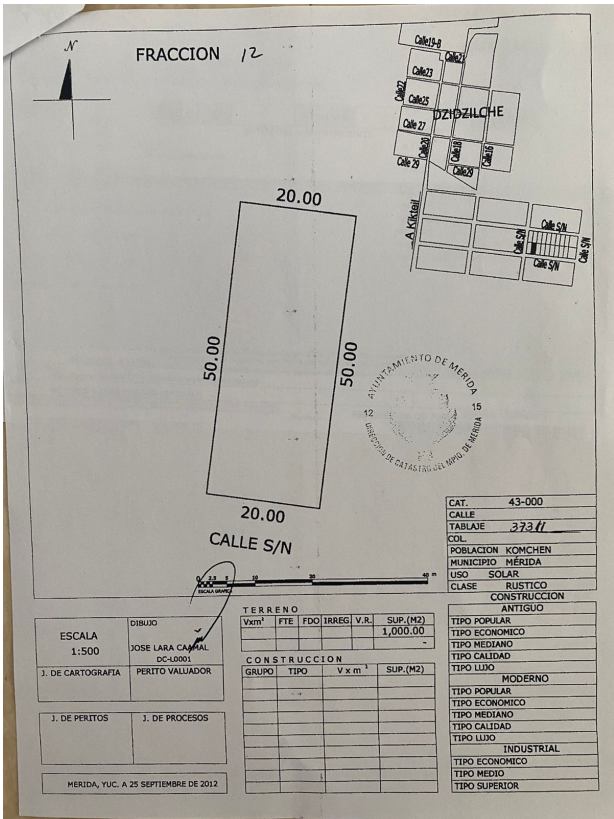 N
FRACCION 12
Calle19-B
Calle21
Calle23
Calle22
Calle25
DZIDZILCHE
Calle 27
Calle20
Calle18
Calle16
Calle 29
Calle29
A Kikteil
Calle S/N
Calle S/N
Calle S/N
Calle S/N
20.00
50.00
50.00
20.00
CALLE S/N
AYUNTAMIENTO DE MERIDA
12 15
DIRECCION DE CATASTRO DEL MPIO. DE MERIDA
0 2.5 5 10 20 40 m
ESCALA GRAFICA
CAT. 43-000
CALLE
TABLAJE
COL.
POBLACION KOMCHEN
MUNICIPIO MÉRIDA
USO SOLAR
CLASE RUSTICO
CONSTRUCCION
ANTIGUO
TIPO POPULAR
TIPO ECONOMICO
TIPO MEDIANO
TIPO CALIDAD
TIPO LUJO
MODERNO
TIPO POPULAR
TIPO ECONOMICO
TIPO MEDIANO
TIPO CALIDAD
TIPO LUJO
INDUSTRIAL
TIPO ECONOMICO
TIPO MEDIO
TIPO SUPERIOR
ESCALA
1:500
DIBUJO
JOSE LARA CAAMAL
DC-L0001
J. DE CARTOGRAFIA PERITO VALUADOR
J. DE PERITOS J. DE PROCESOS
MERIDA, YUC. A 25 SEPTIEMBRE DE 2012
TERRENO
Vxm² FTE FDO IRREG. V.R. SUP.(M2)
1,000.00
-
CONSTRUCCION
GRUPO TIPO V x m² SUP.(M2)